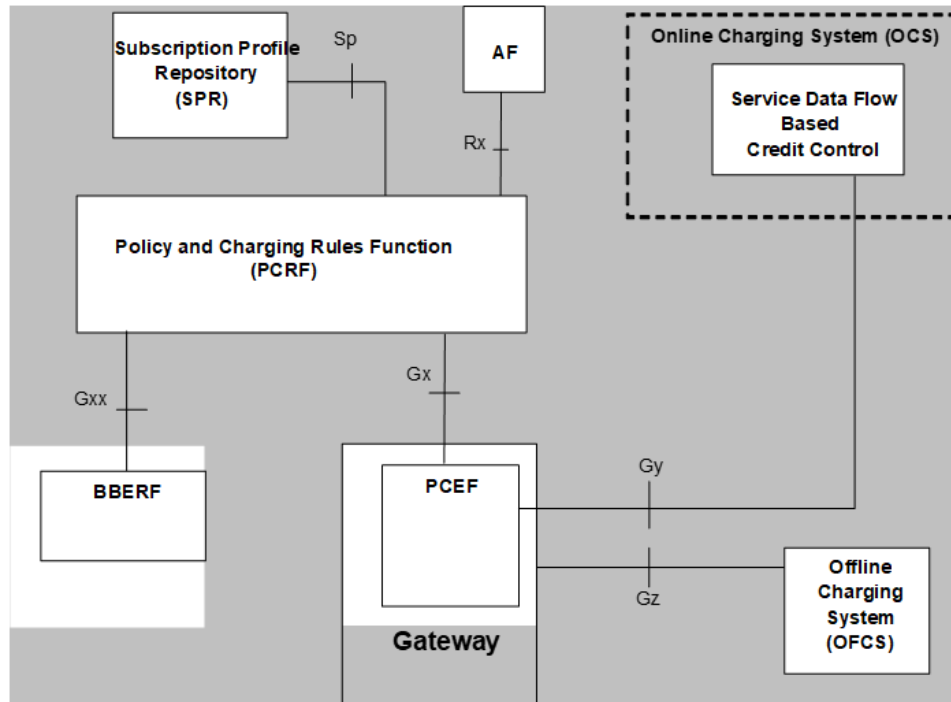 Subscription Profile
Repository
(SPR)
Sp
AF
Rx
Online Charging System (OCS)
Service Data Flow
Based
Credit Control
Policy and Charging Rules Function
(PCRF)
Gxx
Gx
BBERF
PCEF
Gy
Gz
Offline
Charging
System
(OFCS)
Gateway